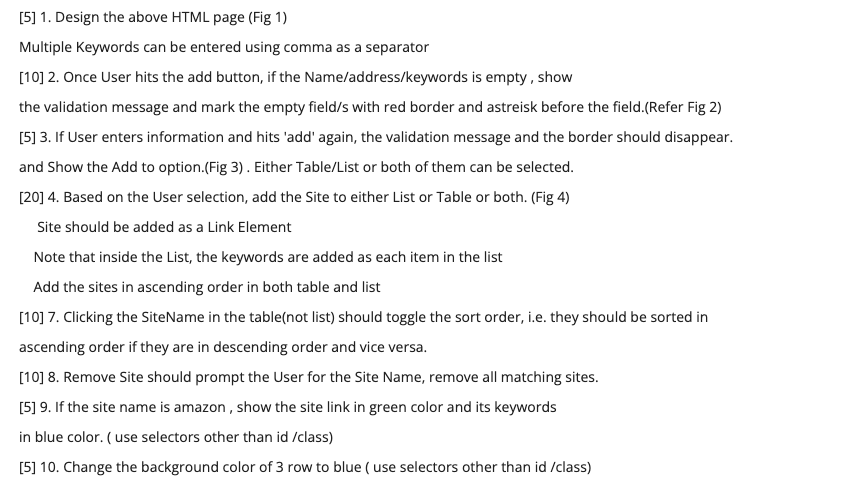 [5] 1. Design the above HTML page (Fig 1)
Multiple Keywords can be entered using comma as a separator
[10] 2. Once User hits the add button, if the Name/address/keywords is empty , show
the validation message and mark the empty field/s with red border and astreisk before the field.(Refer Fig 2)
[5] 3. If User enters information and hits 'add' again, the validation message and the border should disappear.
and Show the Add to option.(Fig 3) . Either Table/List or both of them can be selected.
[20] 4. Based on the User selection, add the Site to either List or Table or both. (Fig 4)
Site should be added as a Link Element
Note that inside the List, the keywords are added as each item in the list
Add the sites in ascending order in both table and list
[10] 7. Clicking the SiteName in the table(not list) should toggle the sort order, i.e. they should be sorted in
ascending order if they are in descending order and vice versa.
[10] 8. Remove Site should prompt the User for the Site Name, remove all matching sites.
[5] 9. If the site name is amazon , show the site link in green color and its keywords
in blue color. ( use selectors other than id /class)
[5] 10. Change the background color of 3 row to blue ( use selectors other than id /class)